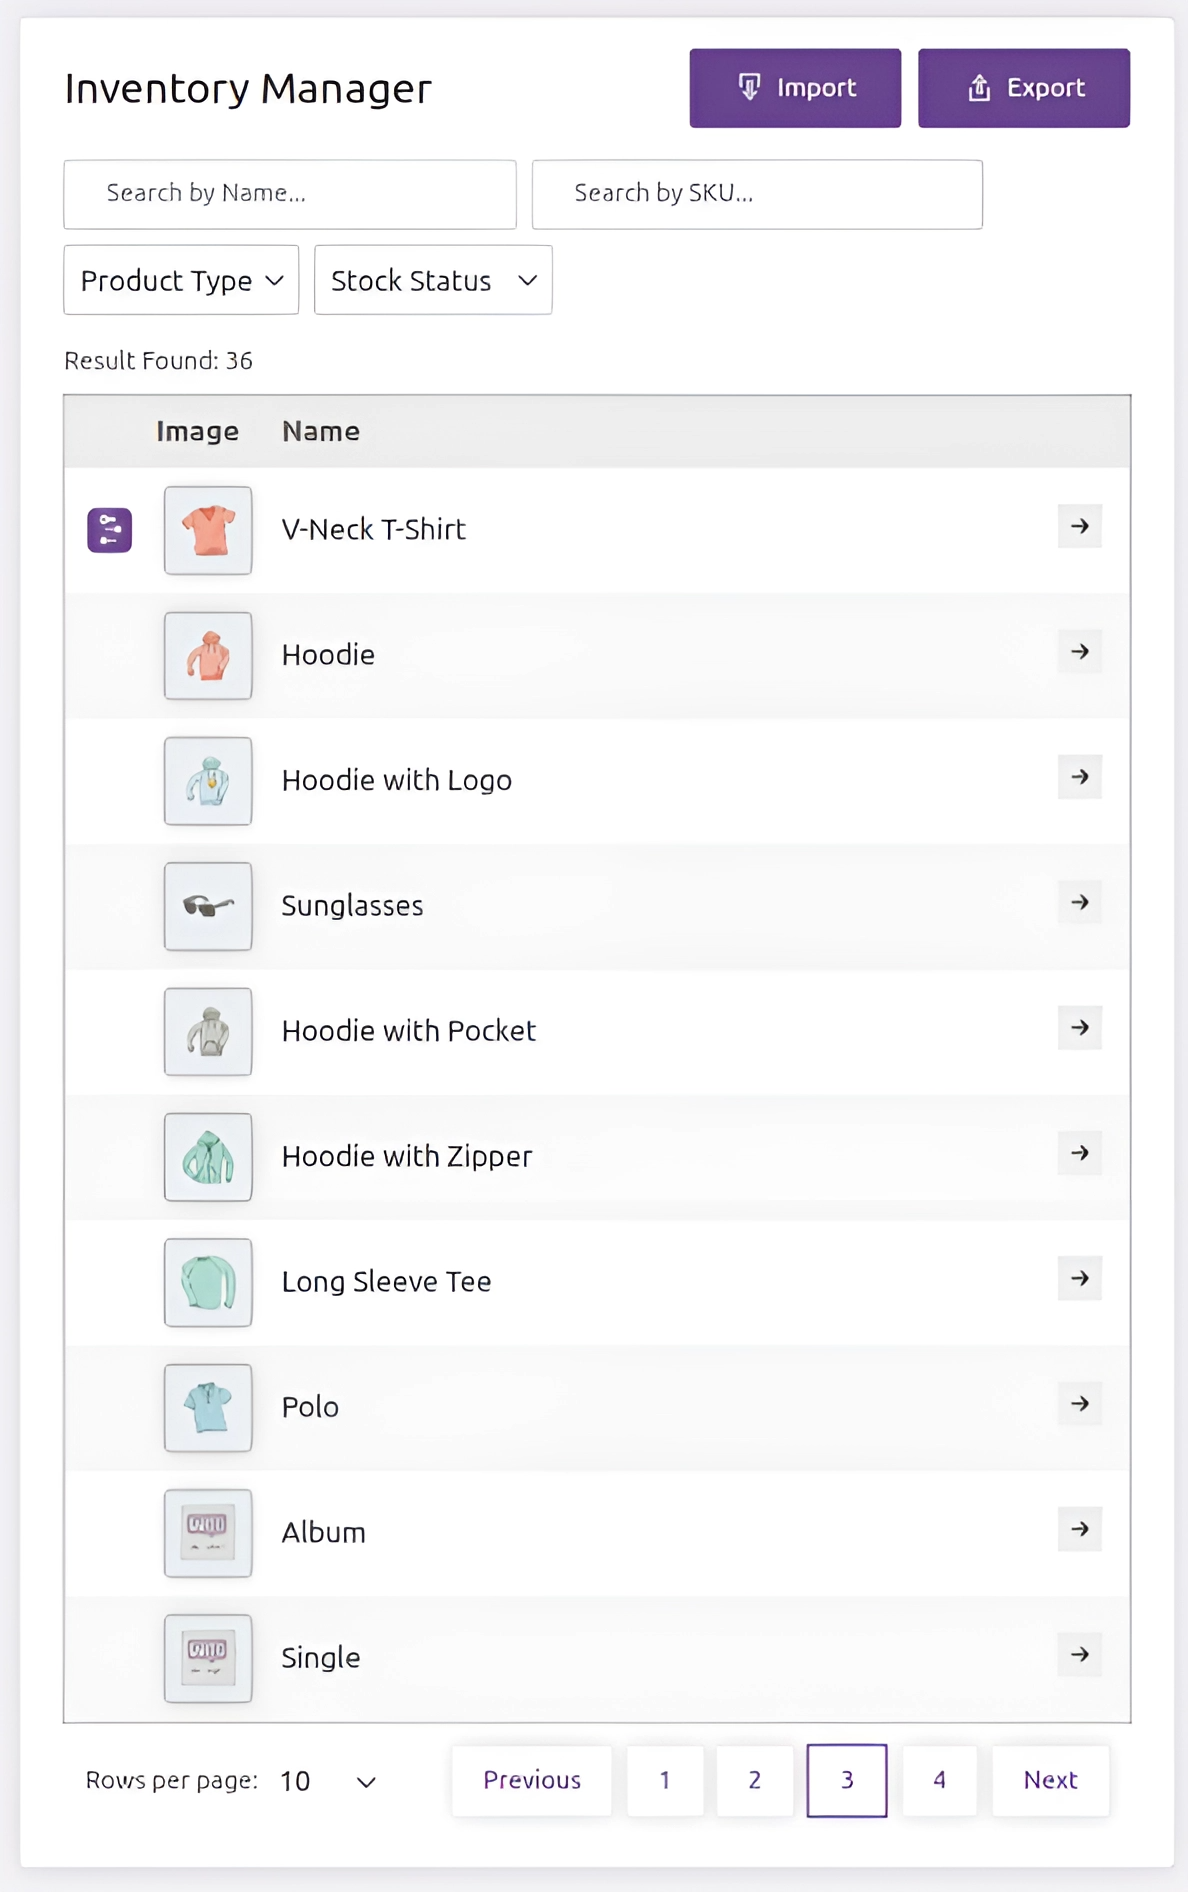 Inventory Manager
Import
Export
Search by Name...
Search by SKU...
Product Type
Stock Status
Result Found: 36
Image Name
V-Neck T-Shirt
Hoodie
Hoodie with Logo
Sunglasses
Hoodie with Pocket
Hoodie with Zipper
Long Sleeve Tee
Polo
Album
Single
Rows per page: 10
Previous 1 2 3 4 Next